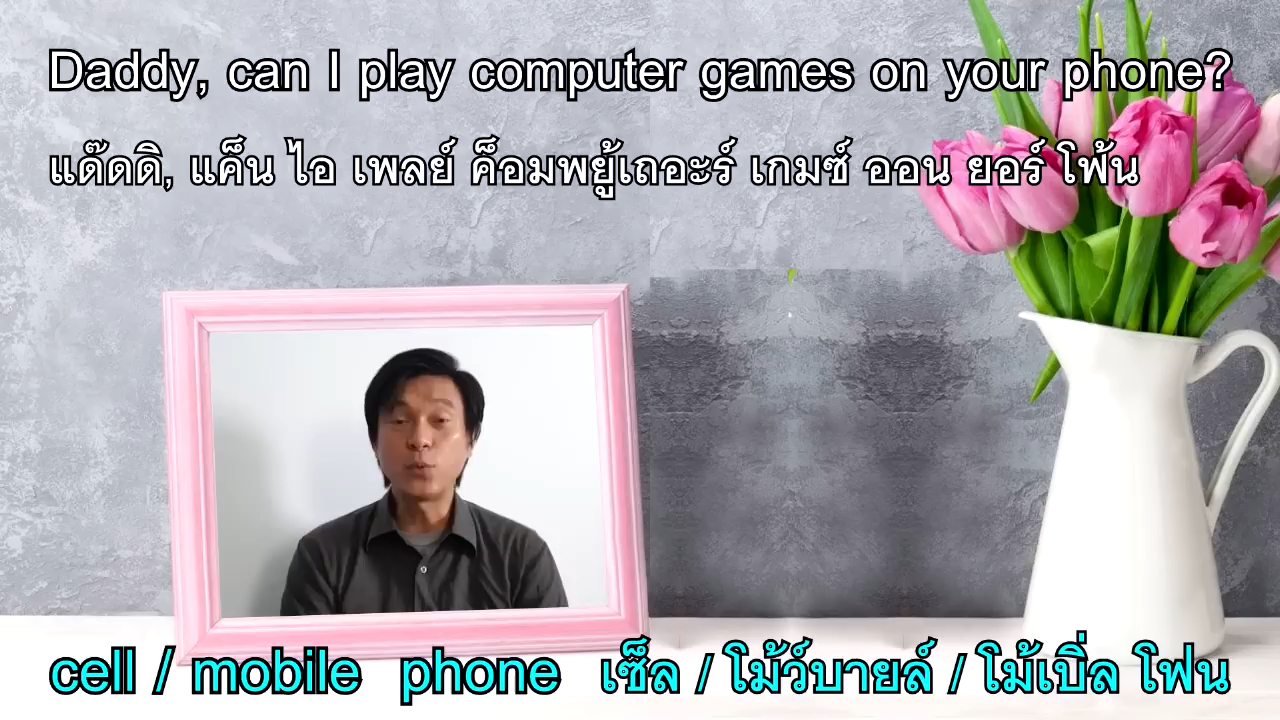 Daddy, can I play computer games on your phone?
แด๊ดดิ, แค็น ไอ เพลย์ ค็อมพยู้เถอะร์ เกมซ์ ออน ยอร์ โพ้น
cell / mobile phone เซ็ล / โม้ว์บายล์ / โม้เบิ่ล โฟน